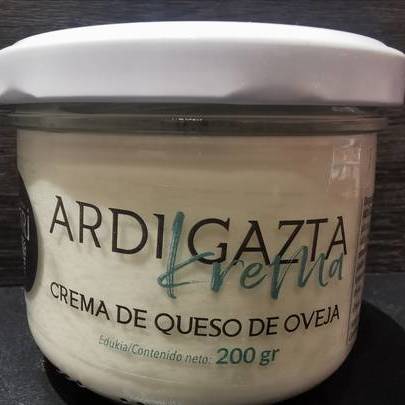 ARDI GAZTA
Krema
CREMA DE QUESO DE OVEJA
Edukia/Contenido neto: 200 gr